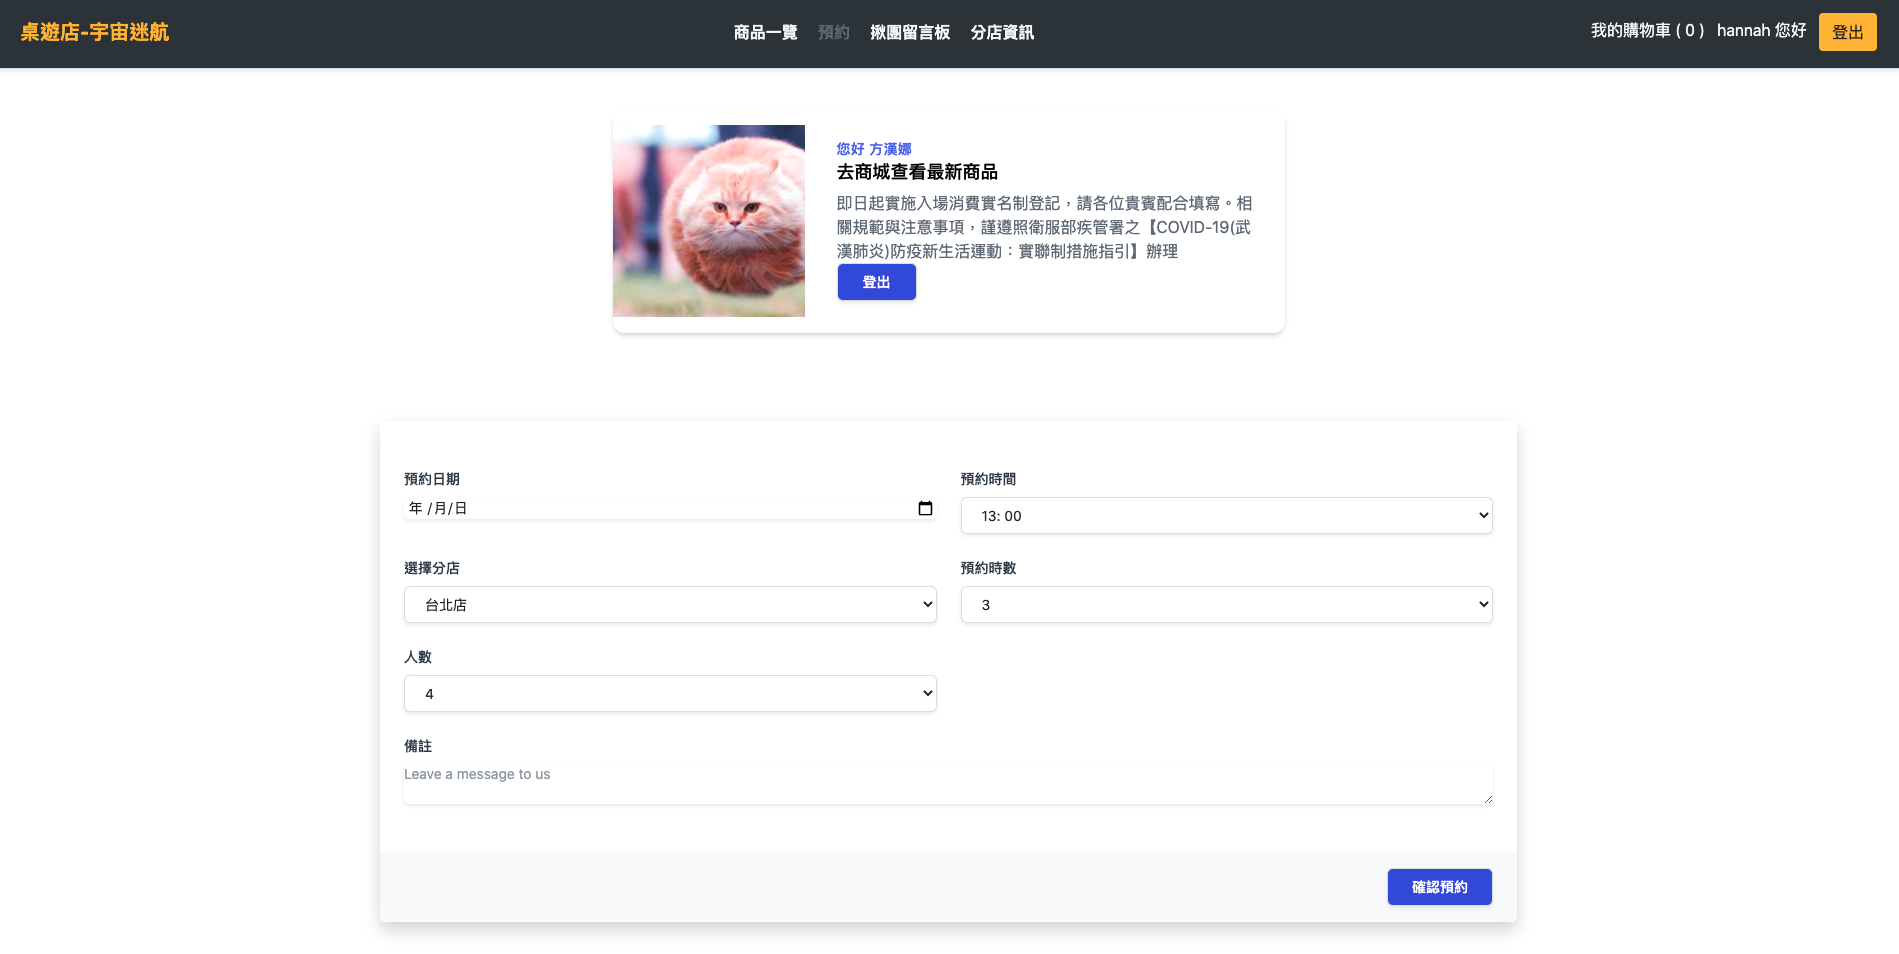 桌遊店-宇宙迷航
商品一覽
預約
揪團留言板
分店資訊
我的購物車 ( 0 )
hannah 您好
登出
您好 方漢娜
去商城查看最新商品
即日起實施入場消費實名制登記，請各位貴賓配合填寫。相
關規範與注意事項，謹遵照衛服部疾管署之【COVID-19(武
漢肺炎)防疫新生活運動：實聯制措施指引】辦理
登出
預約日期
年 /月/日
預約時間
13: 00
選擇分店
台北店
預約時數
3
人數
4
備註
Leave a message to us
確認預約